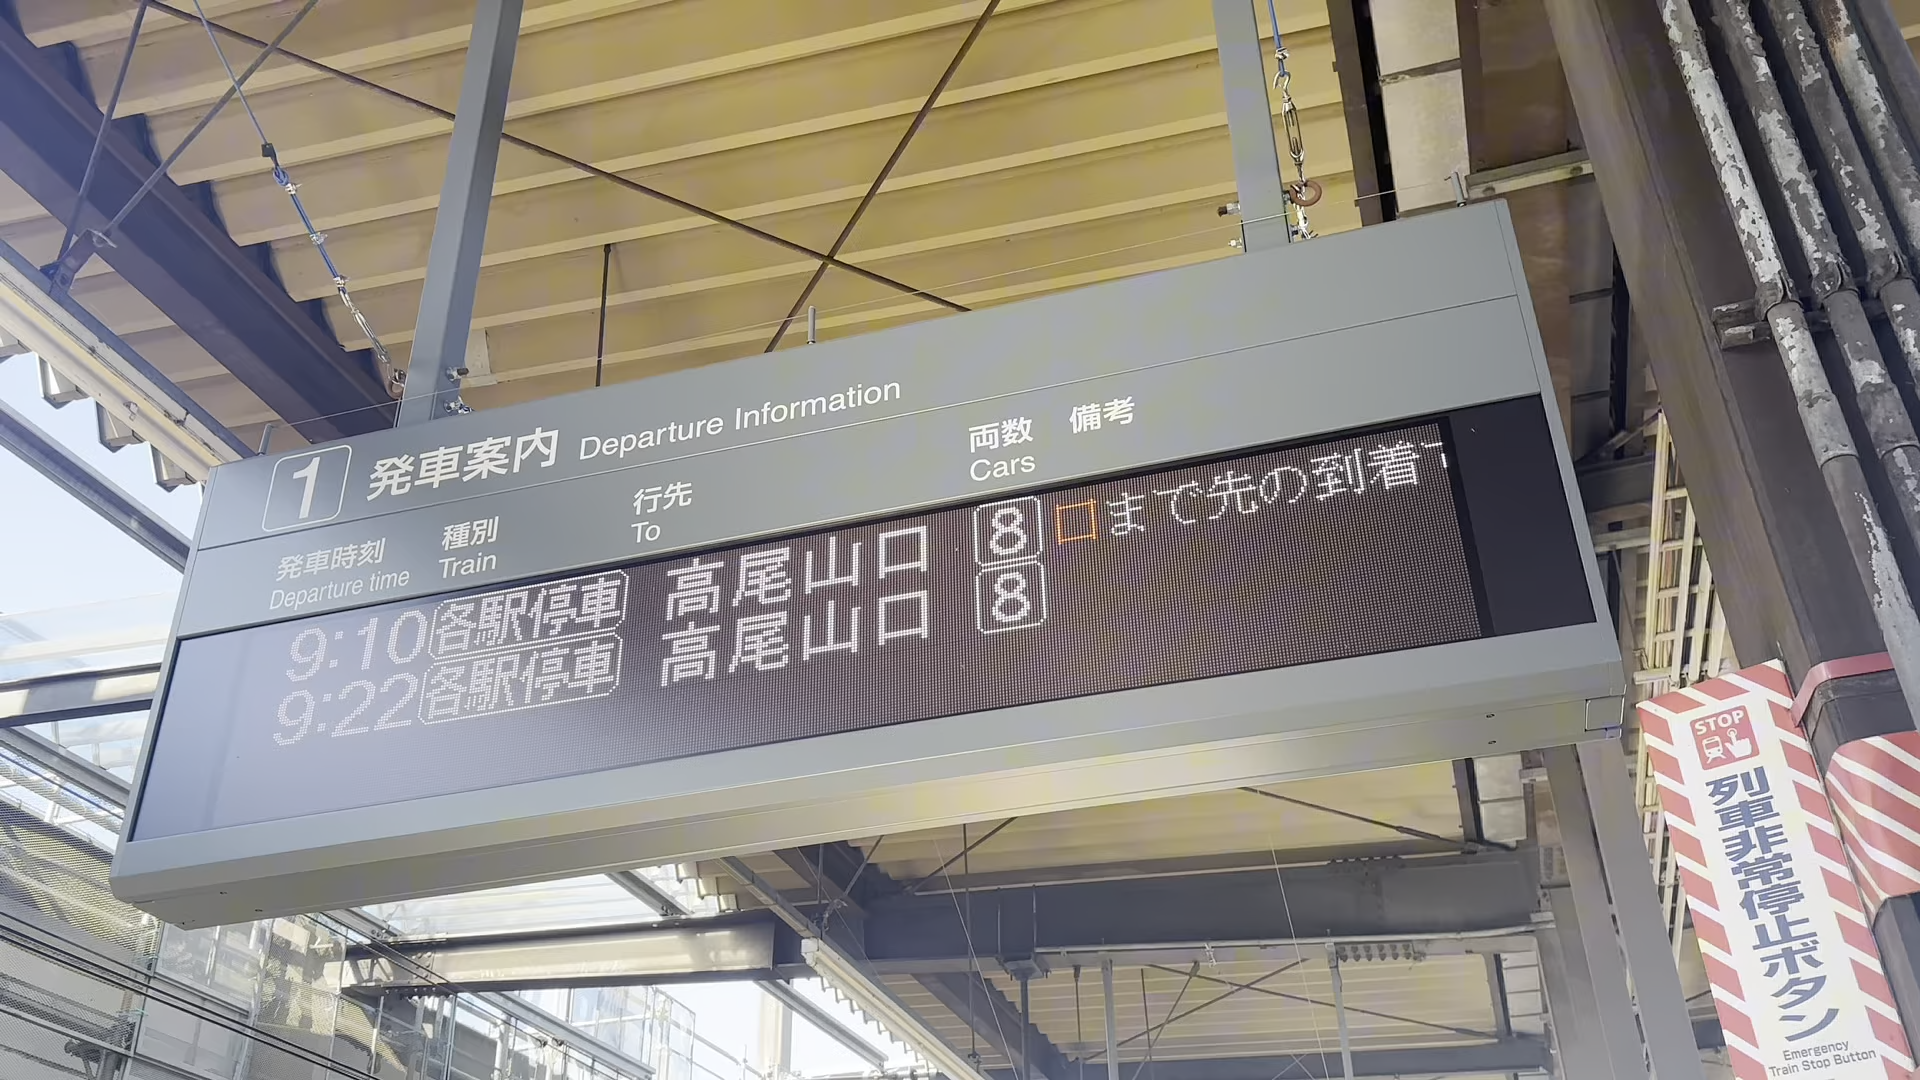 1 発車案内 Departure Information
発車時刻 種別 行先 両数 備考
Departure time Train To Cars
9:10 各駅停車 高尾山口 8 口まで先の到着
9:22 各駅停車 高尾山口 8
STOP
列車非常停止ボタン
Emergency
Train Stop Button